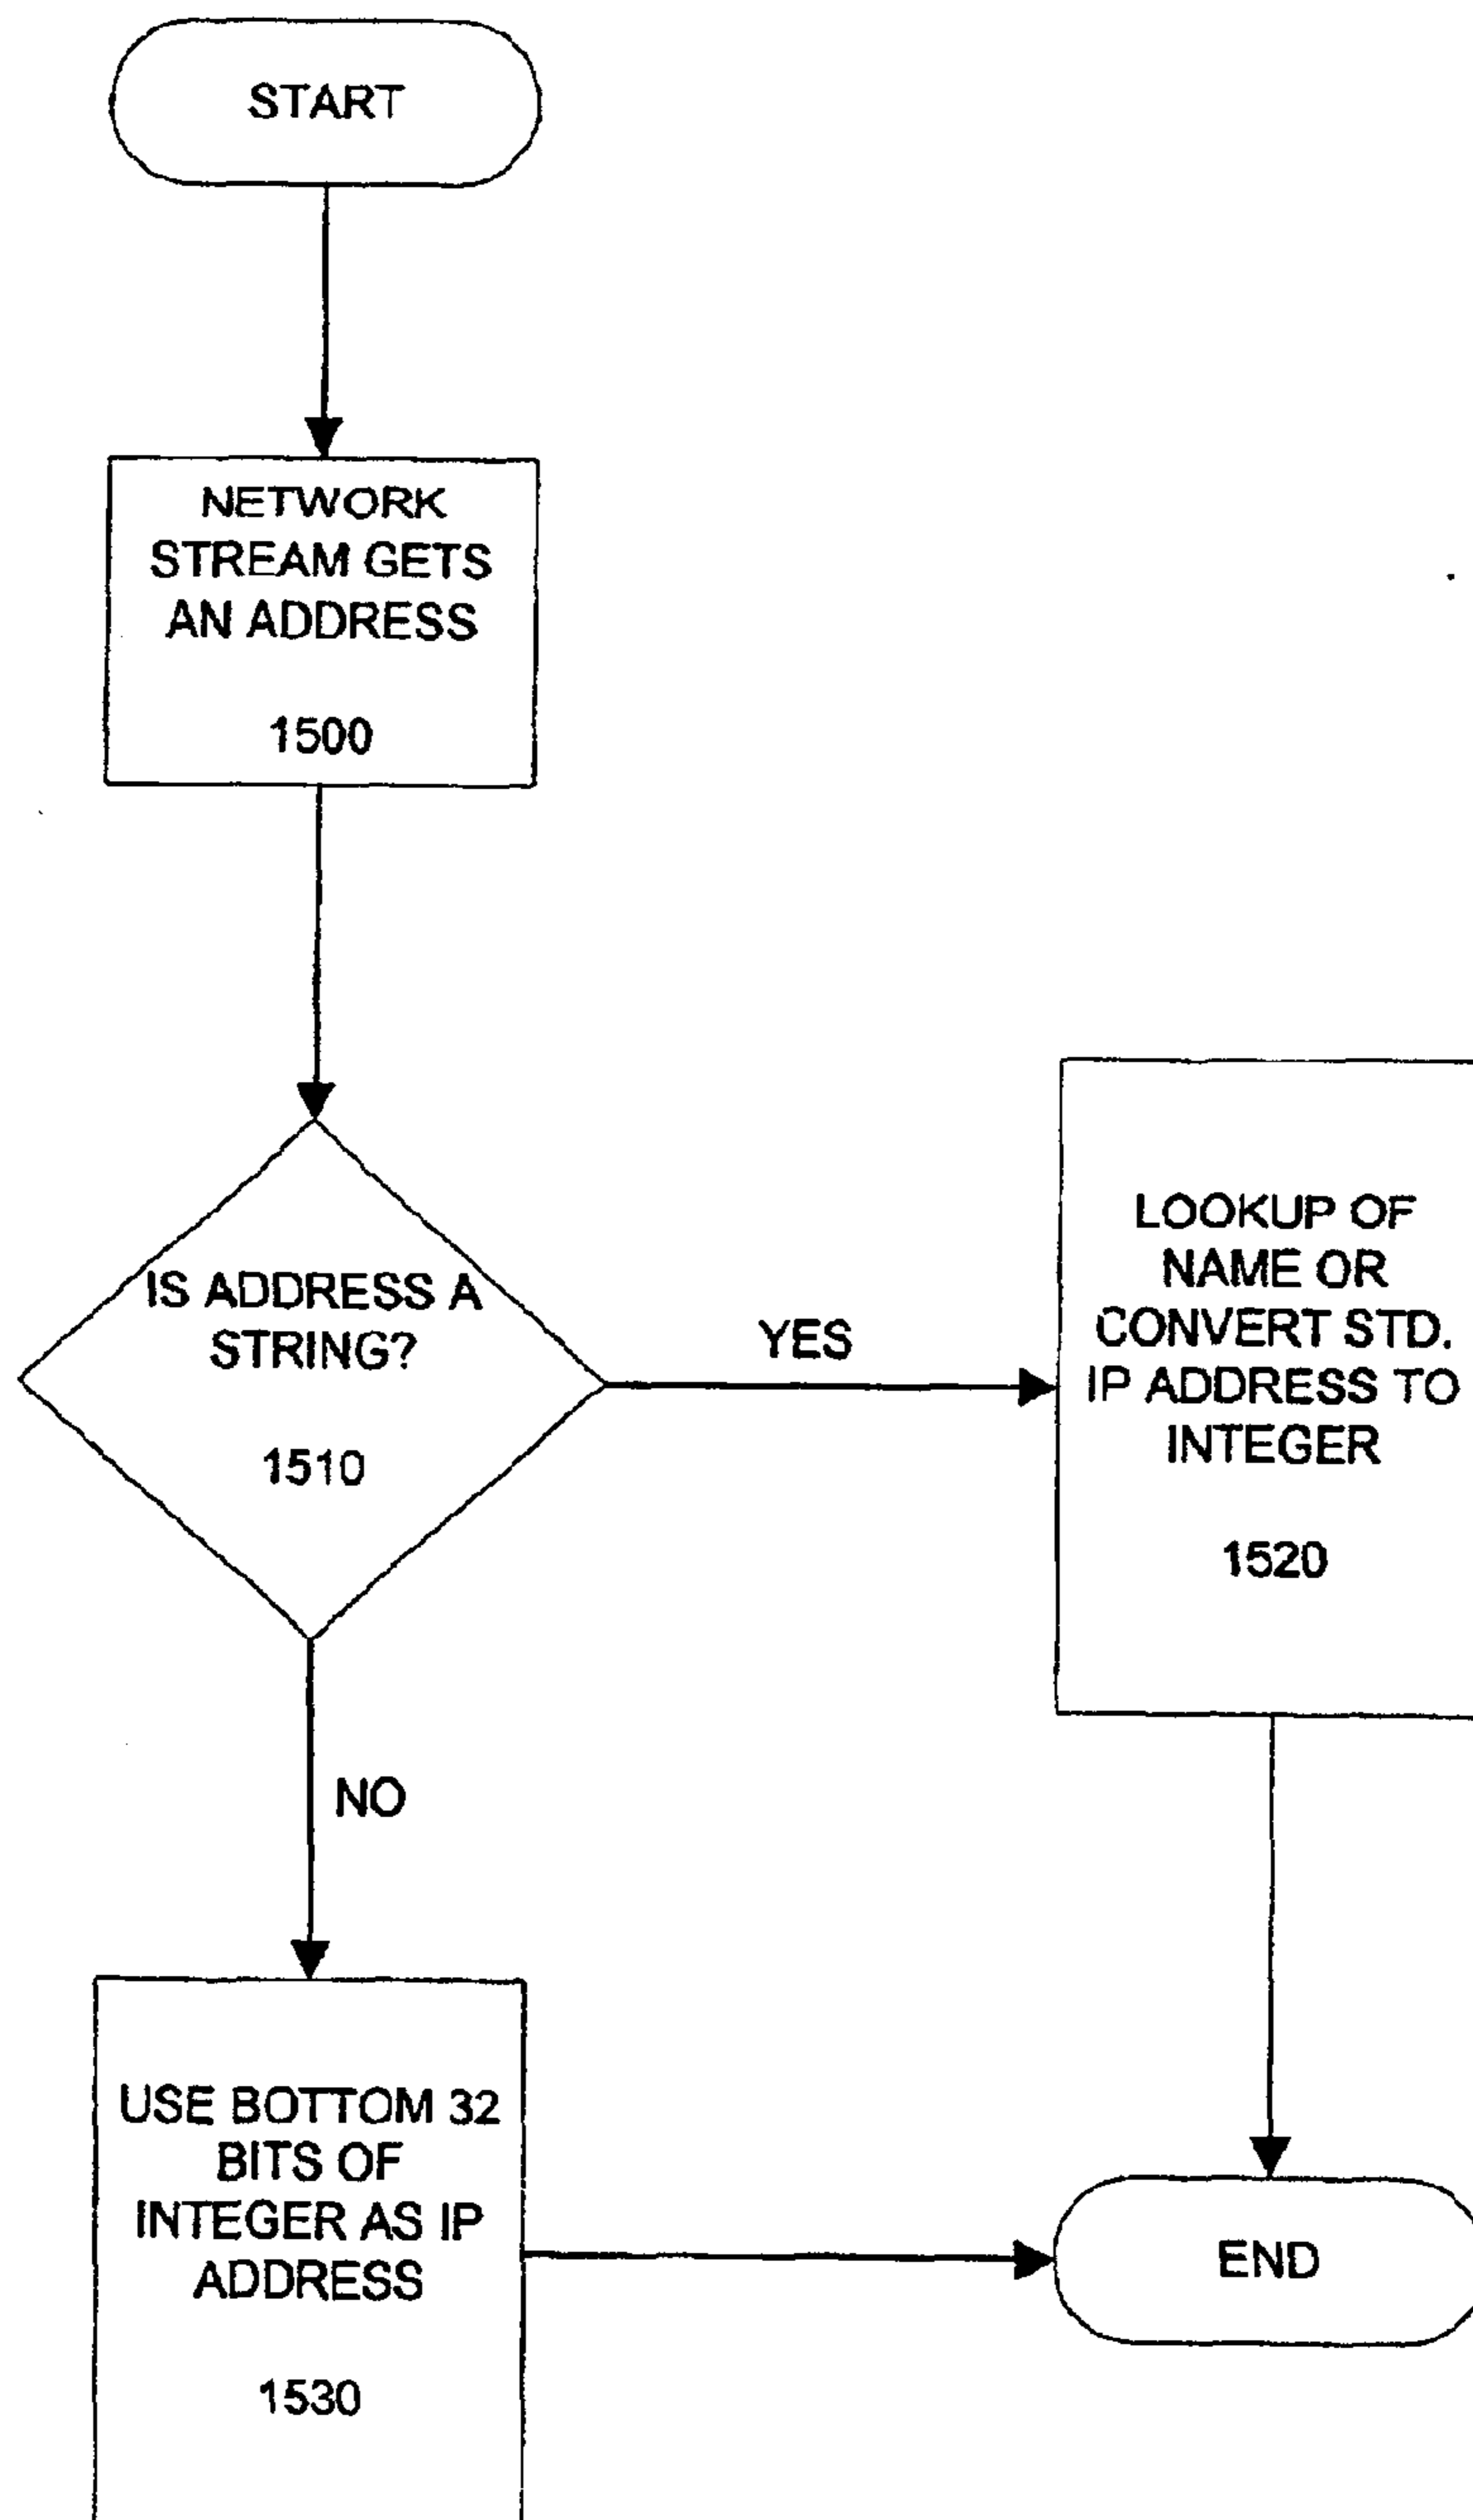 START
NETWORK
STREAM GETS
AN ADDRESS
1500
IS ADDRESS A
STRING?
1510
YES
LOOKUP OF
NAME OR
CONVERT STD.
IP ADDRESS TO
INTEGER
1520
NO
USE BOTTOM 32
BITS OF
INTEGER AS IP
ADDRESS
1530
END